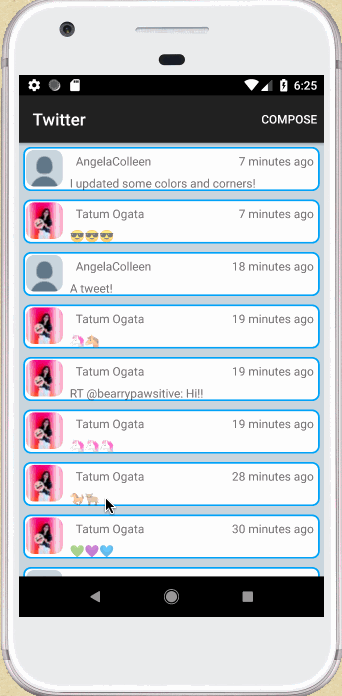 6:25
Twitter COMPOSE
AngelaColleen 7 minutes ago
I updated some colors and corners!
Tatum Ogata 7 minutes ago
😎😎😎
AngelaColleen 18 minutes ago
A tweet!
Tatum Ogata 19 minutes ago
🦄🐴
Tatum Ogata 19 minutes ago
RT @bearrypawsitive: Hi!!
Tatum Ogata 19 minutes ago
🦄🦄🦄
Tatum Ogata 28 minutes ago
🐎🐏
Tatum Ogata 30 minutes ago
💚💜💙